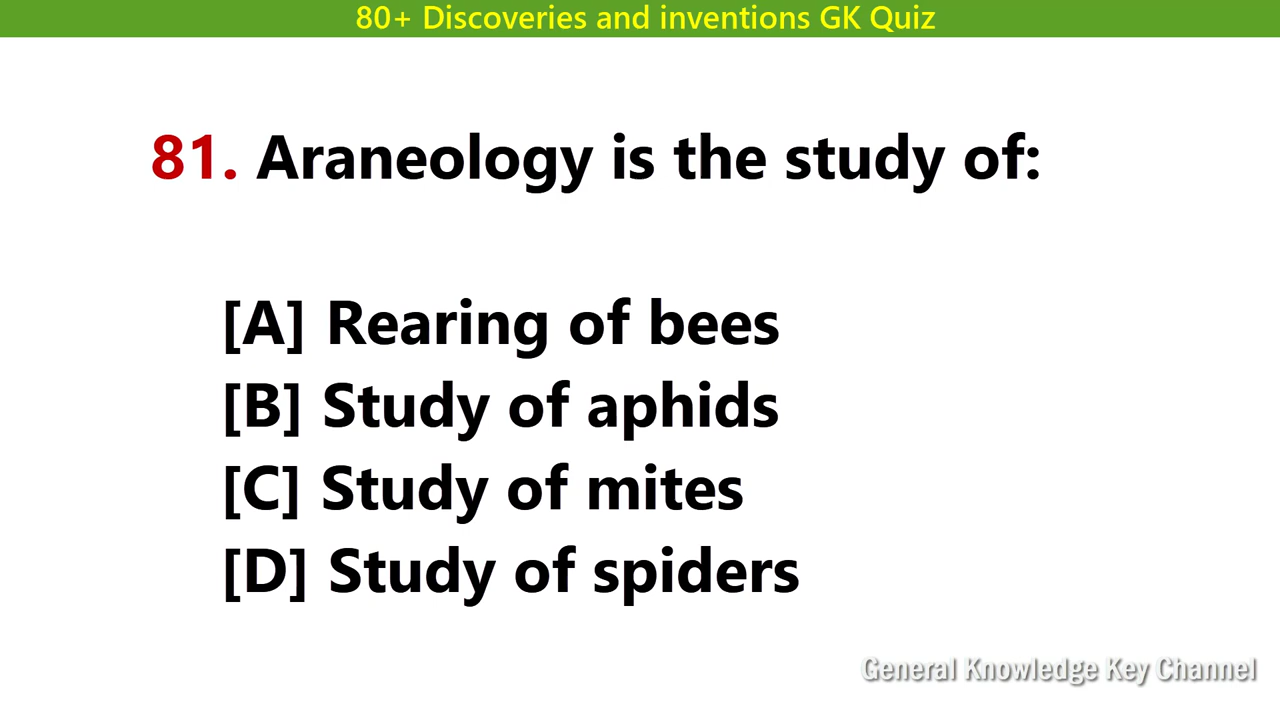 80+ Discoveries and inventions GK Quiz
81. Araneology is the study of:
[A] Rearing of bees
[B] Study of aphids
[C] Study of mites
[D] Study of spiders
General Knowledge Key Channel